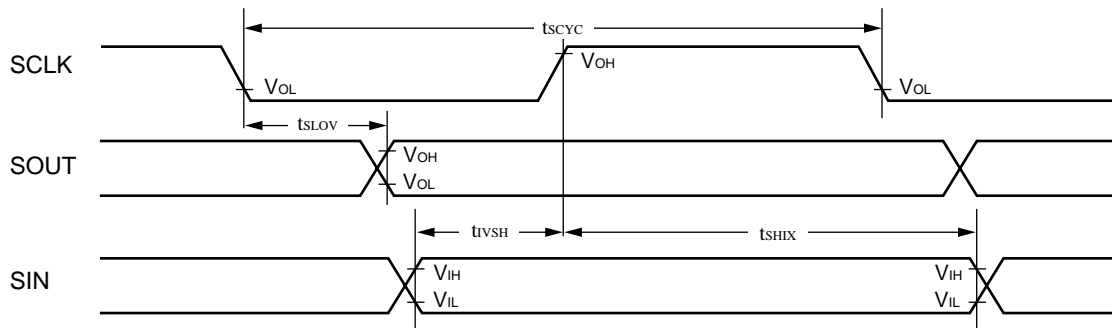 tSCYC
SCLK
VOL
VOH
VOL
tSLOV
SOUT
VOH
VOL
tIVSH
tSHIX
SIN
VIH
VIL
VIH
VIL